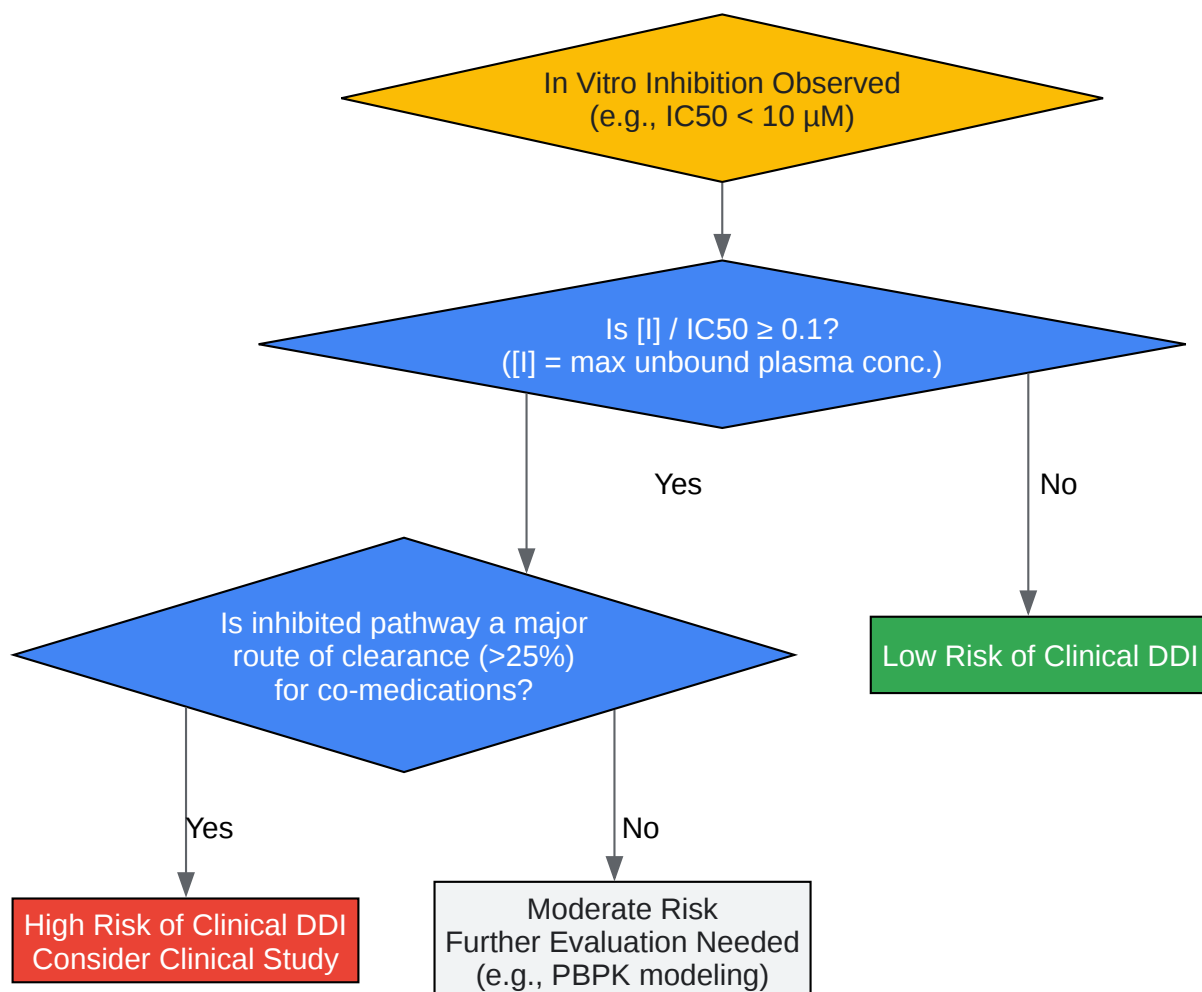 In Vitro Inhibition Observed
(e.g., IC50 < 10 µM)
Is [I] / IC50 ≥ 0.1?
([I] = max unbound plasma conc.)
Yes
No
Is inhibited pathway a major
route of clearance (>25%)
for co-medications?
Low Risk of Clinical DDI
Yes
No
High Risk of Clinical DDI
Consider Clinical Study
Moderate Risk
Further Evaluation Needed
(e.g., PBPK modeling)